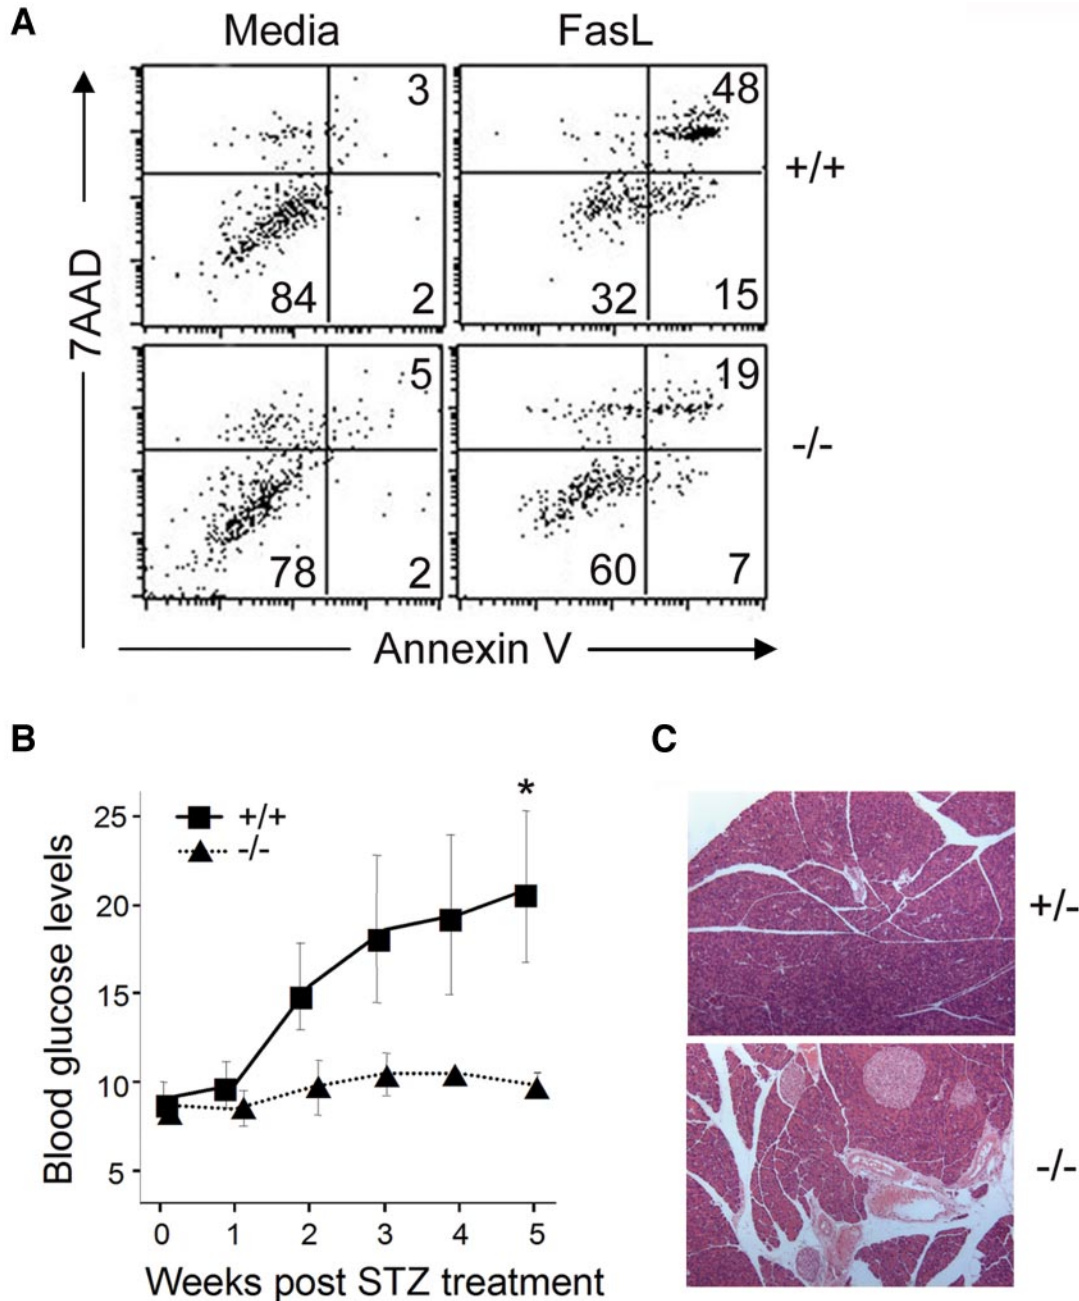 A
Media FasL
3 48
+/+
84 2 32 15
7AAD
5 19
-/-
78 2 60 7
Annexin V
B
*
25
+/+
-/-
20
15
10
5
Blood glucose levels
0 1 2 3 4 5
Weeks post STZ treatment
C
+/-
-/-